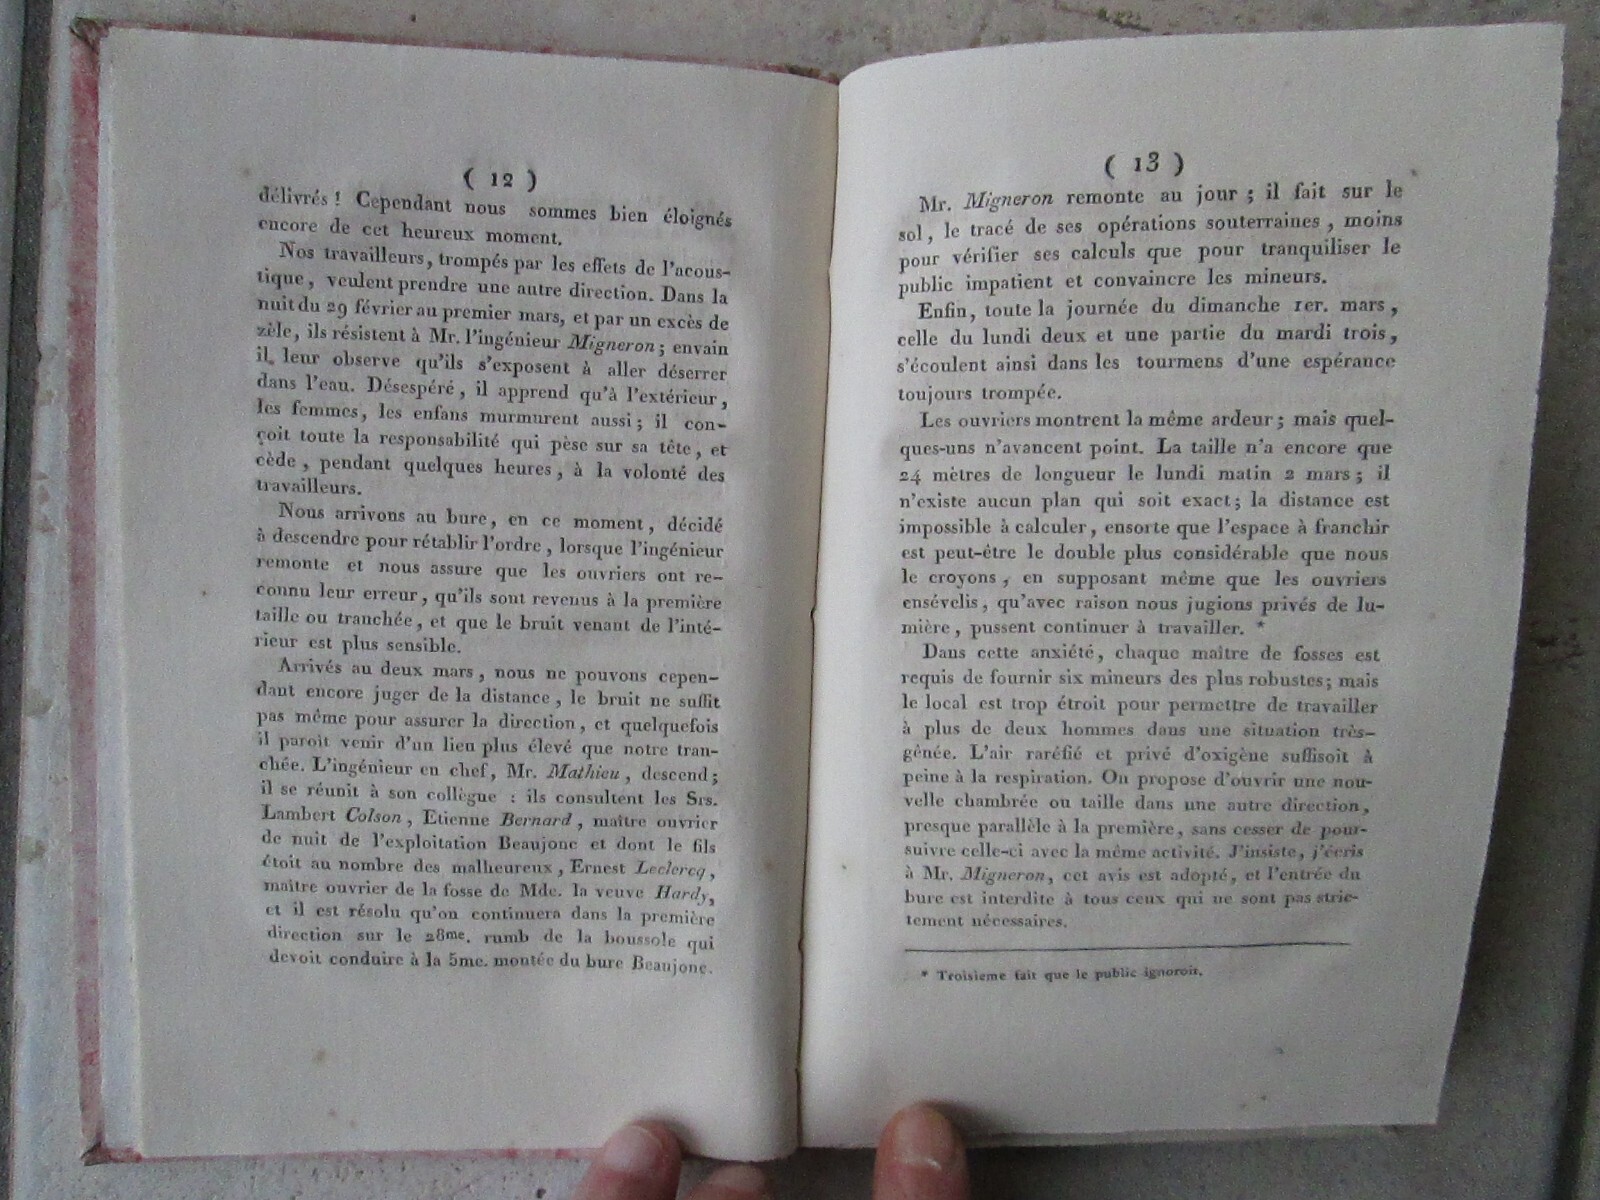 ( 12 )
délivrés ! Cependant nous sommes bien éloignés
encore de cet heureux moment.
Nos travailleurs, trompés par les effets de l'acous-
tique, veulent prendre une autre direction. Dans la
nuit du 29 février au premier mars, et par un excès de
zèle, ils résistent à Mr. l'ingénieur Migneron; envain
il leur observe qu'ils s'exposent à aller déserrer
dans l'eau. Désespéré, il apprend qu'à l'extérieur,
les femmes, les enfans murmurent aussi; il con-
çoit toute la responsabilité qui pèse sur sa tête, et
cède, pendant quelques heures, à la volonté des
travailleurs.
Nous arrivons au bure, en ce moment, décidé
à descendre pour rétablir l'ordre, lorsque l'ingénieur
remonte et nous assure que les ouvriers ont re-
connu leur erreur, qu'ils sont revenus à la première
taille ou tranchée, et que le bruit venant de l'inté-
rieur est plus sensible.
Arrivés au deux mars, nous ne pouvons cepen-
dant encore juger de la distance, le bruit ne suffit
pas même pour assurer la direction, et quelquefois
il paroît venir d'un lieu plus élevé que notre tran-
chée. L'ingénieur en chef, Mr. Mathieu, descend;
il se réunit à son collègue : ils consultent les Srs.
Lambert Colson, Etienne Bernard, maître ouvrier
de nuit de l'exploitation Beaujonc et dont le fils
étoit au nombre des malheureux, Ernest Leclercq,
maître ouvrier de la fosse de Mde. la veuve Hardy,
et il est résolu qu'on continuera dans la première
direction sur le 28me. rumb de la boussole qui
devoit conduire à la 5me. montée du bure Beaujonc.
( 13 )
Mr. Migneron remonte au jour ; il fait sur le
sol, le tracé de ses opérations souterraines, moins
pour vérifier ses calculs que pour tranquiliser le
public impatient et convaincre les mineurs.
Enfin, toute la journée du dimanche 1er. mars,
celle du lundi deux et une partie du mardi trois,
s'écoulent ainsi dans les tourmens d'une espérance
toujours trompée.
Les ouvriers montrent la même ardeur ; mais quel-
ques-uns n'avancent point. La taille n'a encore que
24 mètres de longueur le lundi matin 2 mars ; il
n'existe aucun plan qui soit exact; la distance est
impossible à calculer, ensorte que l'espace à franchir
est peut-être le double plus considérable que nous
le croyons, en supposant même que les ouvriers
ensévelis, qu'avec raison nous jugions privés de lu-
mière, pussent continuer à travailler. *
Dans cette anxiété, chaque maître de fosses est
requis de fournir six mineurs des plus robustes; mais
le local est trop étroit pour permettre de travailler
à plus de deux hommes dans une situation très-
gênée. L'air raréfié et privé d'oxigène suffisoit à
peine à la respiration. On propose d'ouvrir une nou-
velle chambrée ou taille dans une autre direction,
presque parallèle à la première, sans cesser de pour-
suivre celle-ci avec la même activité. J'insiste, j'écris
à Mr. Migneron, cet avis est adopté, et l'entrée du
bure est interdite à tous ceux qui ne sont pas stric-
tement nécessaires.
* Troisieme fait que le public ignoroit.